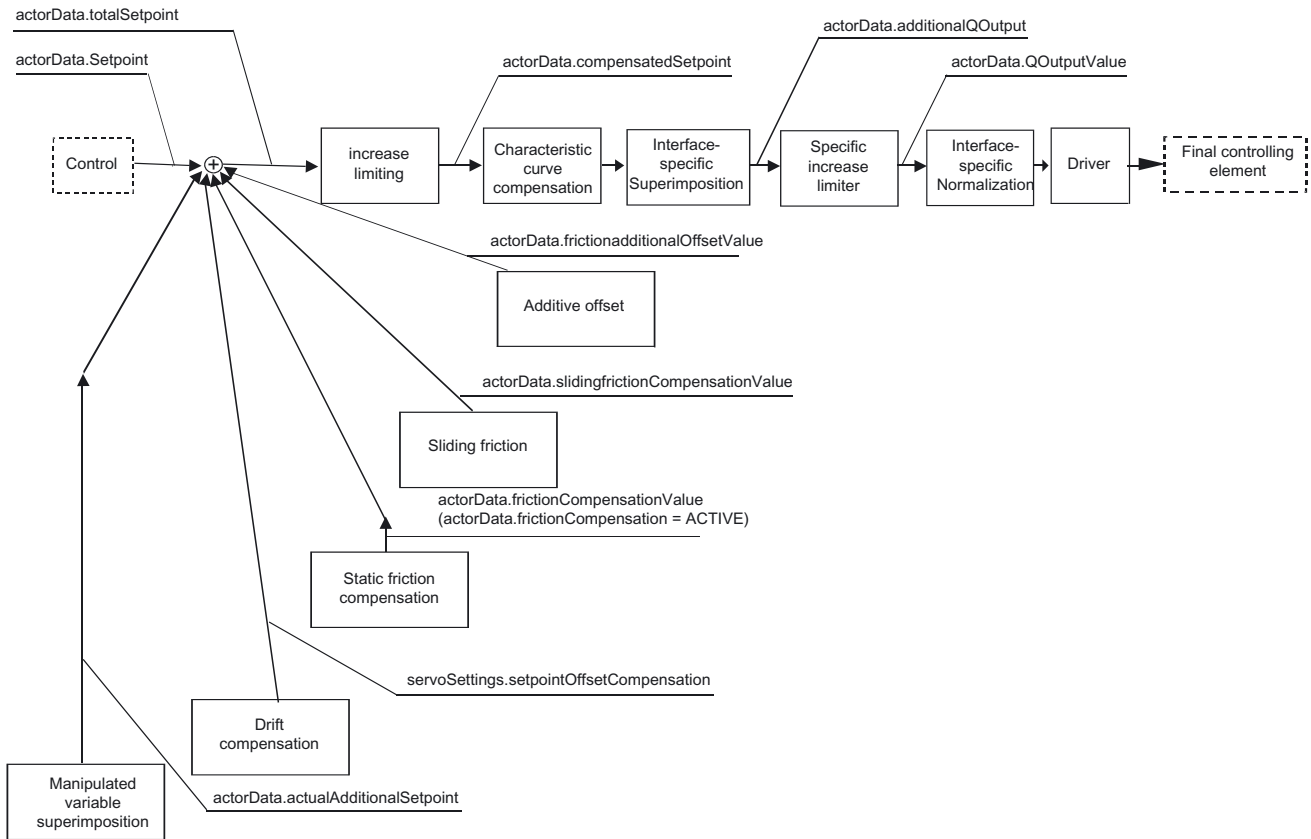 actorData.totalSetpoint
actorData.additionalQOutput
actorData.Setpoint
actorData.compensatedSetpoint
actorData.QOutputValue
Control
increase
limiting
Characteristic
curve
compensation
Interface-
specific
Superimposition
Specific
increase
limiter
Interface-
specific
Normalization
Driver
Final controlling
element
actorData.frictionadditionalOffsetValue
Additive offset
actorData.slidingfrictionCompensationValue
Sliding friction
actorData.frictionCompensationValue
(actorData.frictionCompensation = ACTIVE)
Static friction
compensation
servoSettings.setpointOffsetCompensation
Drift
compensation
Manipulated
variable
superimposition
actorData.actualAdditionalSetpoint